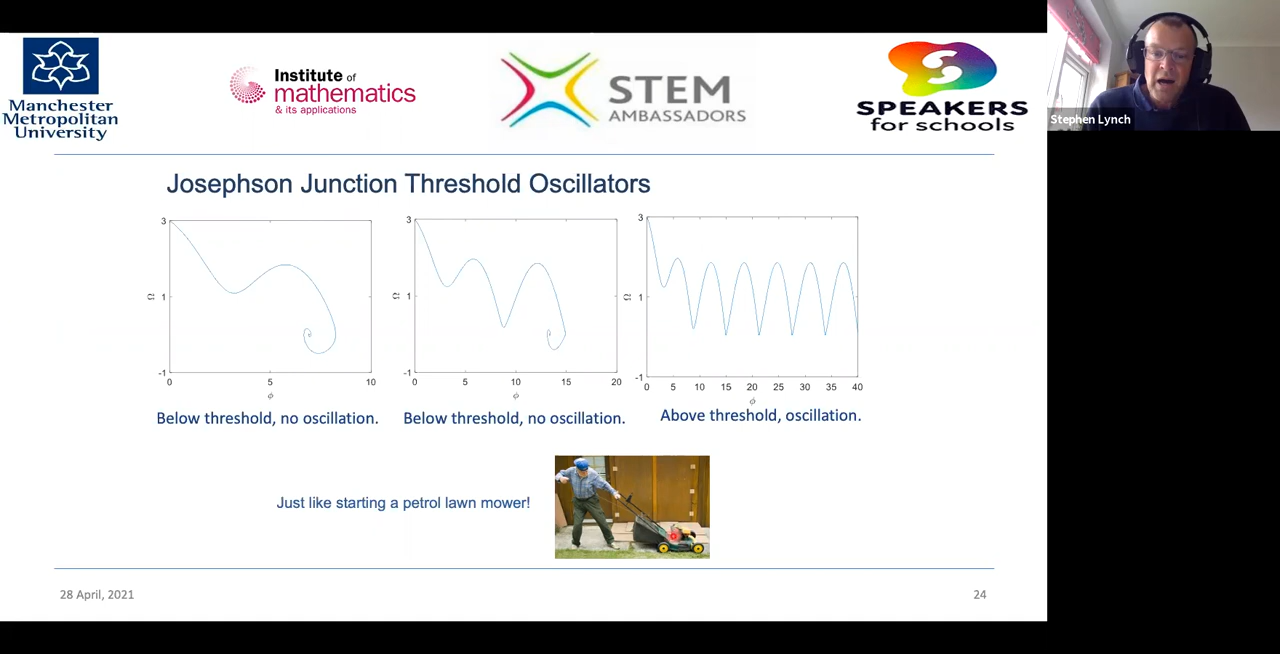 Manchester
Metropolitan
University
Institute of
mathematics
& its applications
STEM
AMBASSADORS
SPEAKERS
for schools
Stephen Lynch
Josephson Junction Threshold Oscillators
3
Ω 1
-1
0 5 10
ϕ
3
Ω 1
-1
0 5 10 15 20
ϕ
3
Ω 1
-1
0 5 10 15 20 25 30 35 40
ϕ
Below threshold, no oscillation.
Below threshold, no oscillation.
Above threshold, oscillation.
Just like starting a petrol lawn mower!
28 April, 2021
24